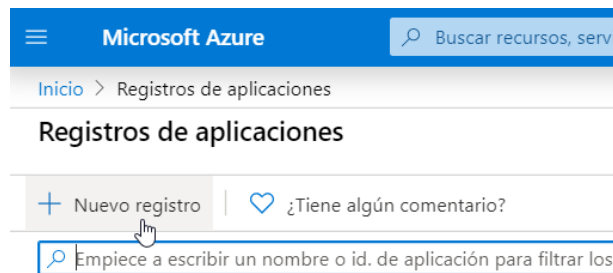 Microsoft Azure
Buscar recursos, serv
Inicio > Registros de aplicaciones
Registros de aplicaciones
+ Nuevo registro
¿Tiene algún comentario?
Empiece a escribir un nombre o id. de aplicación para filtrar los